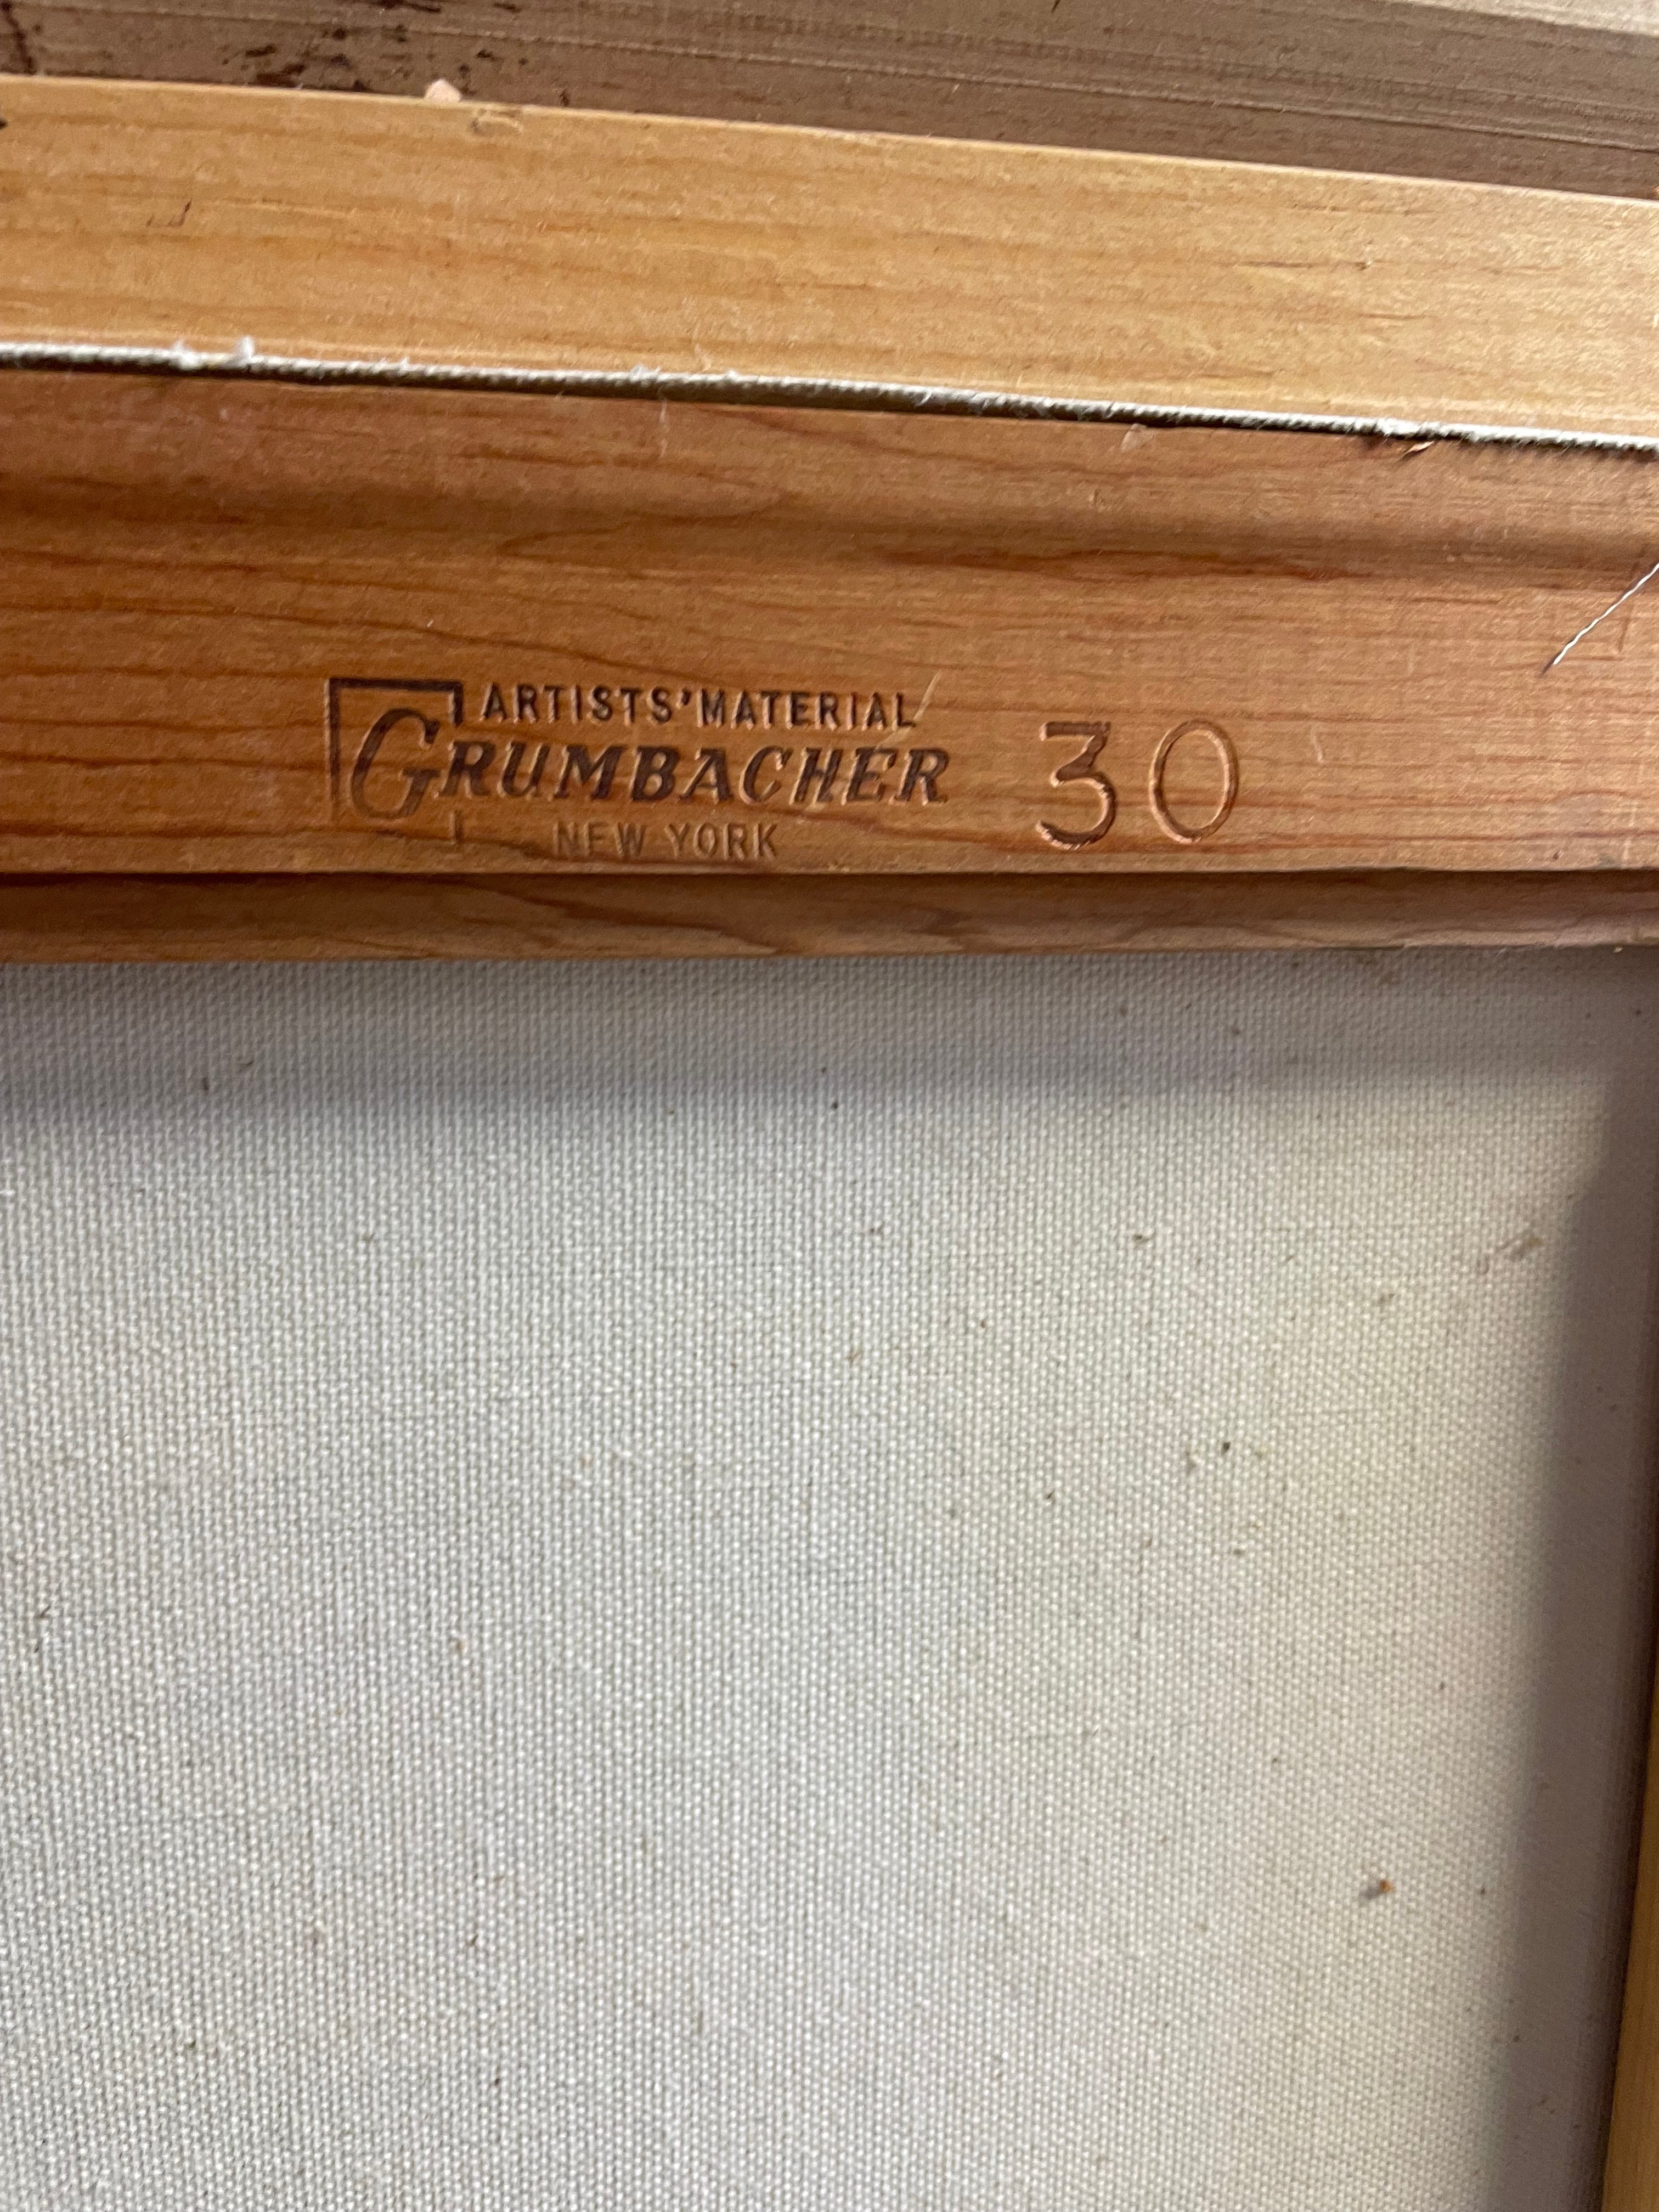 ARTISTS' MATERIAL
GRUMBACHER 30
NEW YORK